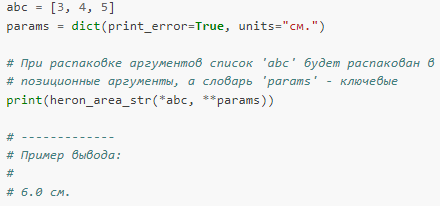 abc = [3, 4, 5]
params = dict(print_error=True, units="см.")
# При распаковке аргументов список 'abc' будет распакован в
# позиционные аргументы, а словарь 'params' - ключевые
print(heron_area_str(*abc, **params))
# -------------
# Пример вывода:
#
# 6.0 см.